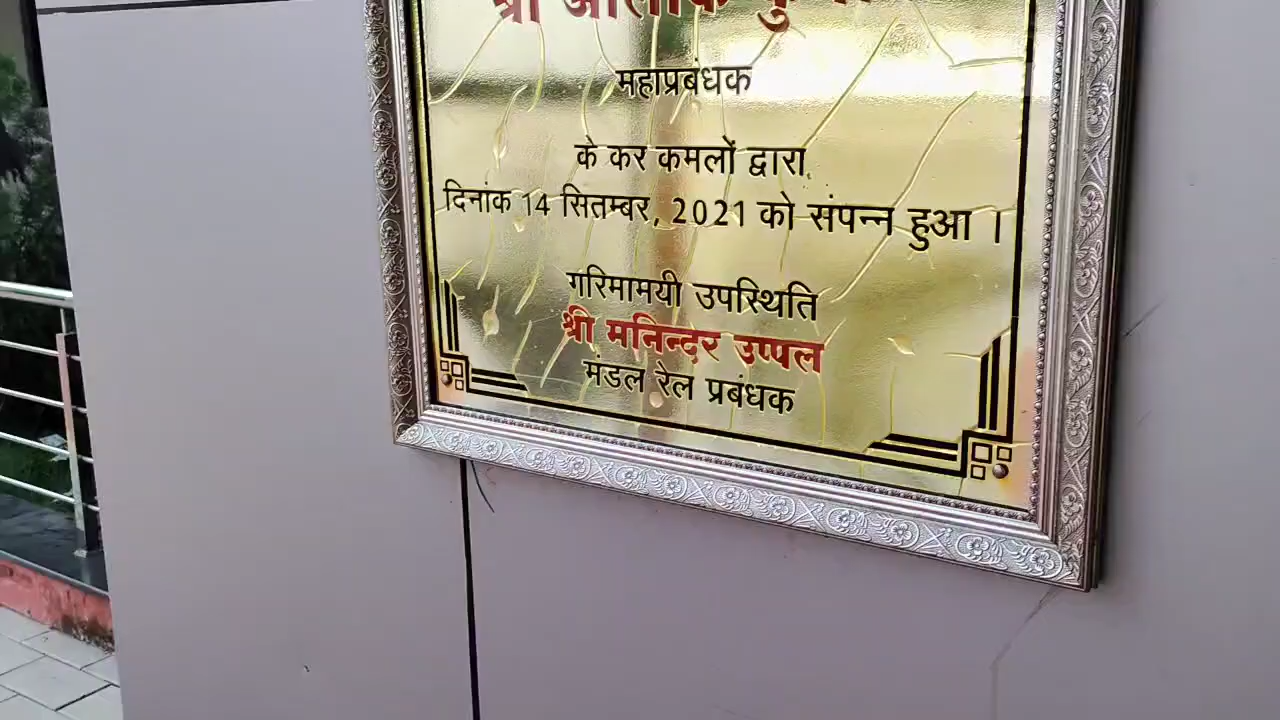 श्री
महाप्रबंधक
के कर कमलों द्वारा
दिनांक 14 सितम्बर, 2021 को संपन्न हुआ ।
गरिमामयी उपस्थिति
श्री मनिन्दर उप्पल
मंडल रेल प्रबंधक